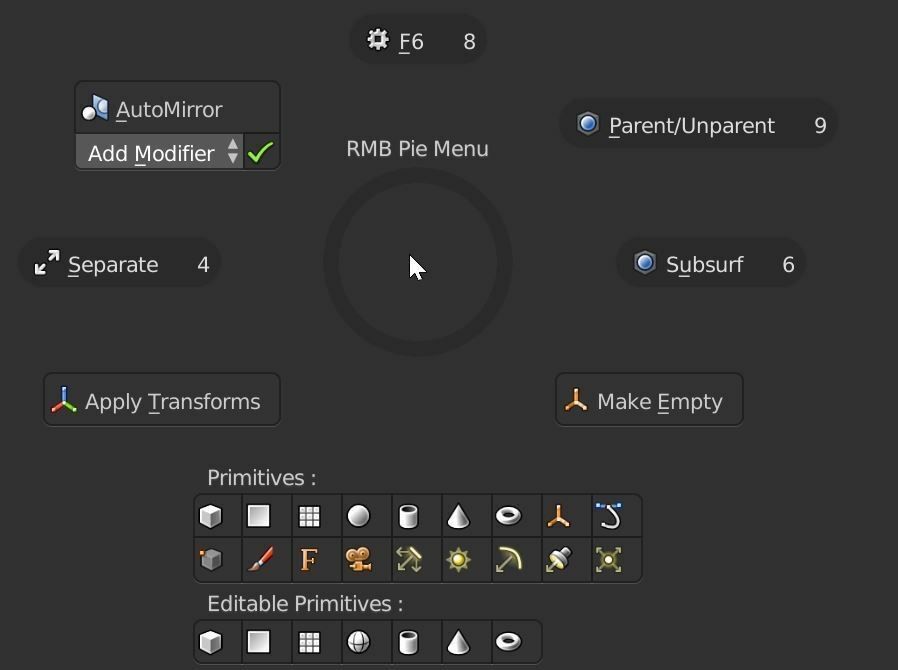 F6 8
AutoMirror
Add Modifier
Parent/Unparent 9
RMB Pie Menu
Separate 4
Subsurf 6
Apply Transforms
Make Empty
Primitives :
F
Editable Primitives :